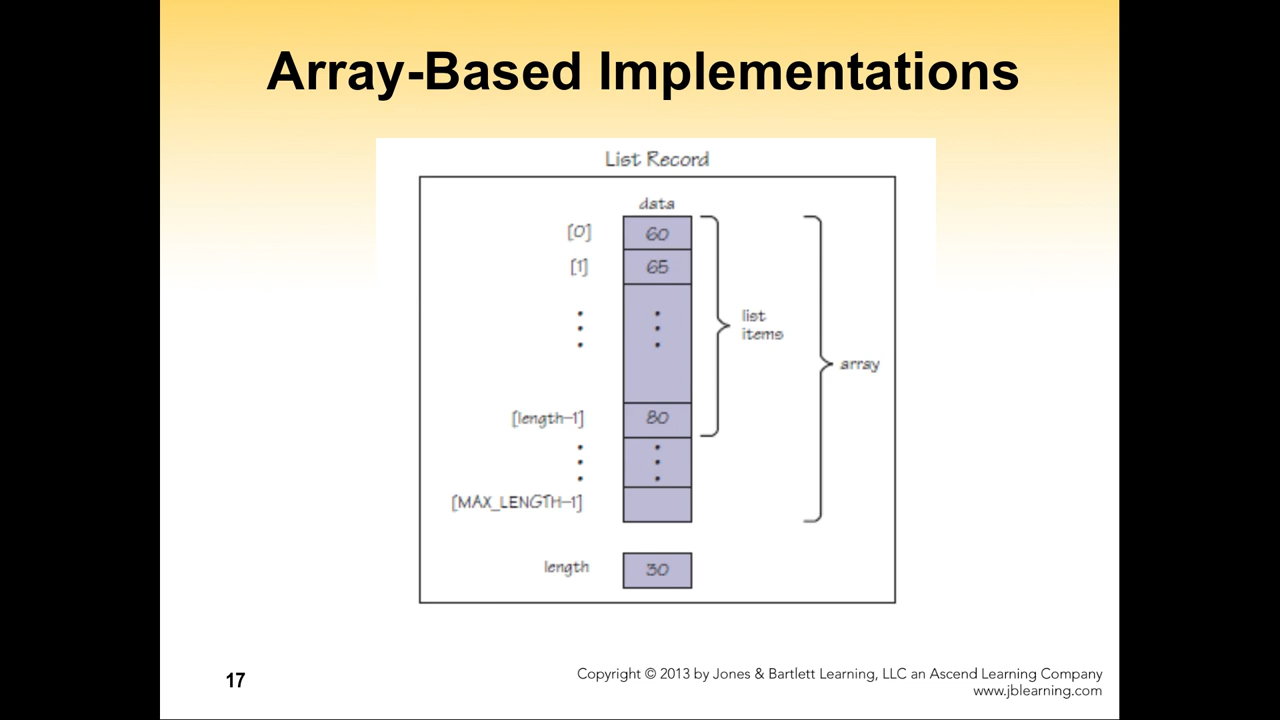 Array-Based Implementations
List Record
data
[0] 60
[1] 65
list
items
array
[length-1] 80
[MAX_LENGTH-1]
length 30
17
Copyright © 2013 by Jones & Bartlett Learning, LLC an Ascend Learning Company
www.jblearning.com